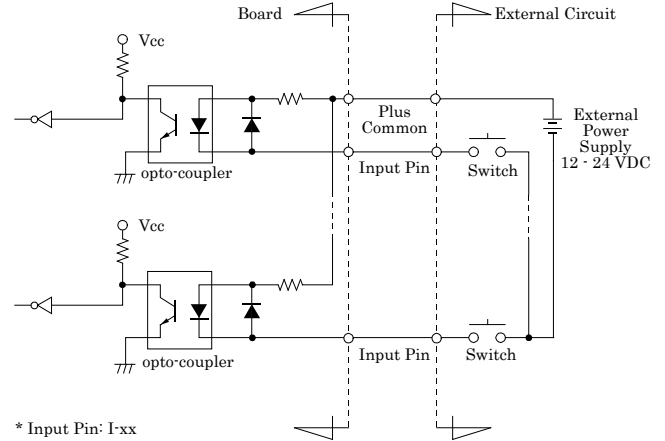 Board
External Circuit
Vcc
Plus
Common
External
Power
Supply
12 - 24 VDC
opto-coupler
Input Pin
Switch
Vcc
opto-coupler
Input Pin
Switch
* Input Pin: I-xx